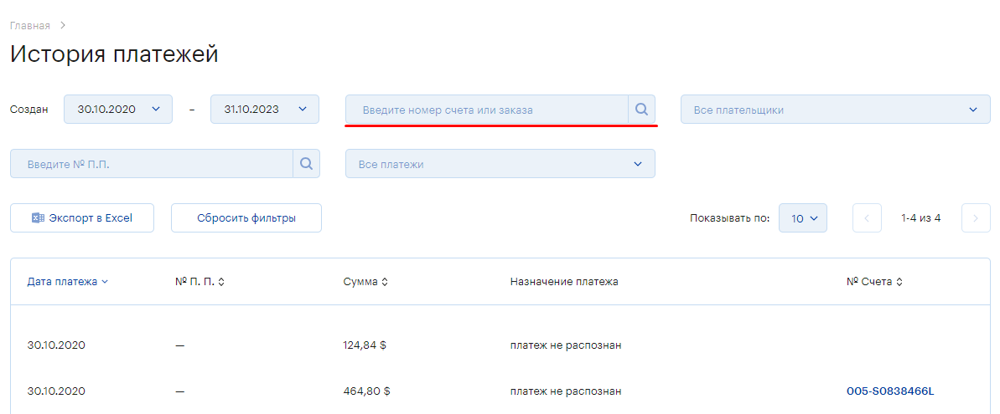 Главная
История платежей
Создан 30.10.2020 – 31.10.2023 Введите номер счета или заказа Все плательщики
Введите № П.П. Все платежи
Экспорт в Excel Сбросить фильтры Показывать по: 10 1-4 из 4
Дата платежа № П. П. Сумма Назначение платежа № Счета
30.10.2020 — 124,84 $ платеж не распознан
30.10.2020 — 464,80 $ платеж не распознан 005-S0838466L